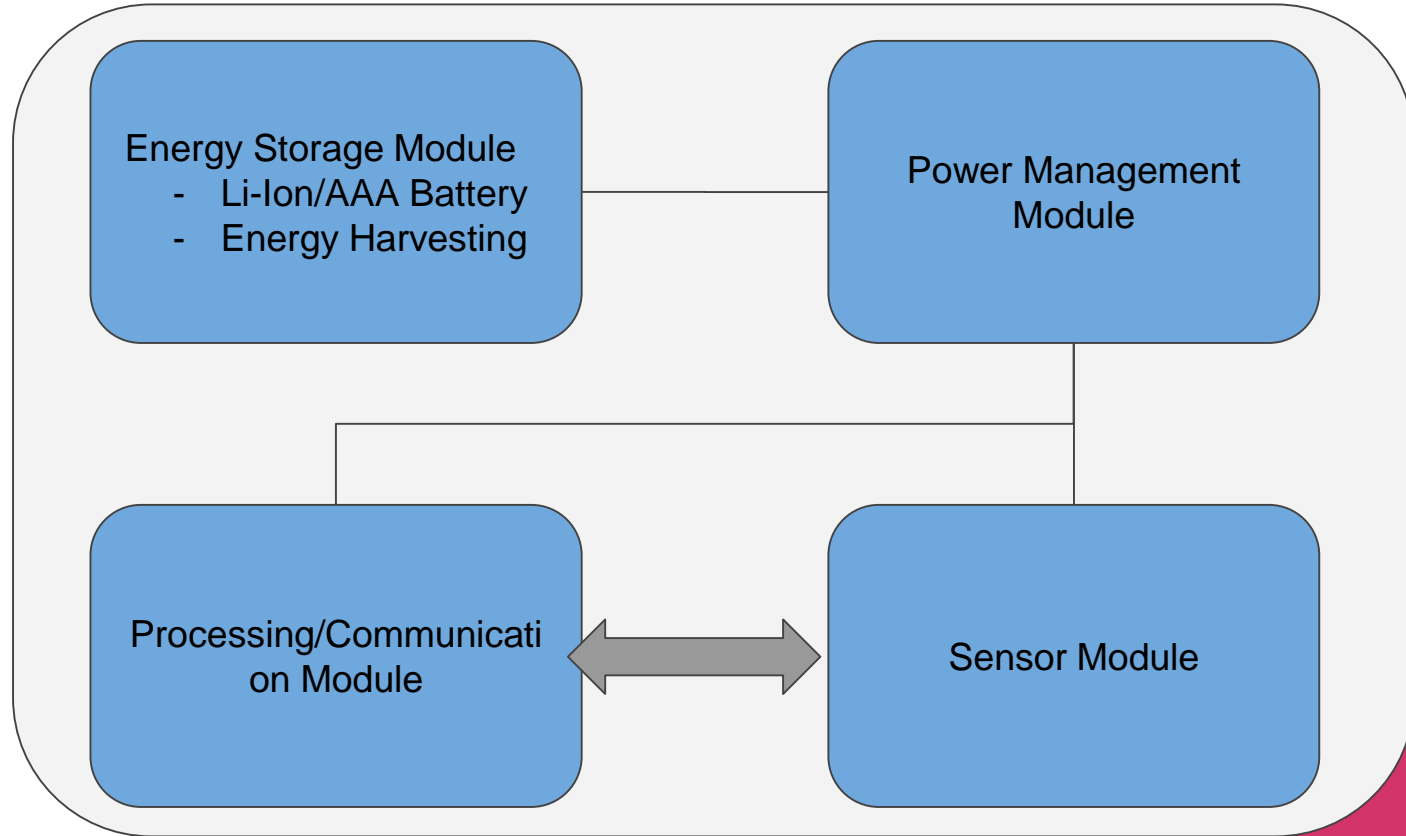 Energy Storage Module
- Li-Ion/AAA Battery
- Energy Harvesting
Power Management
Module
Processing/Communicati
on Module
Sensor Module